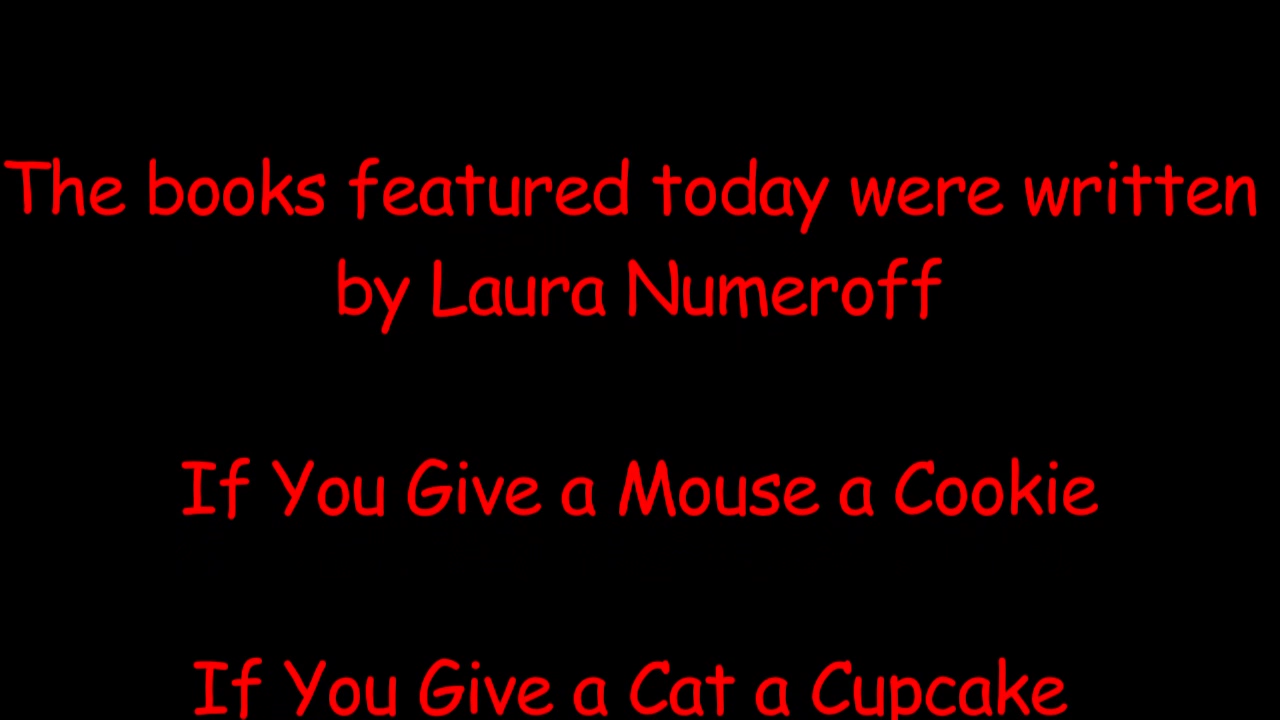 The books featured today were written
by Laura Numeroff
If You Give a Mouse a Cookie
If You Give a Cat a Cupcake